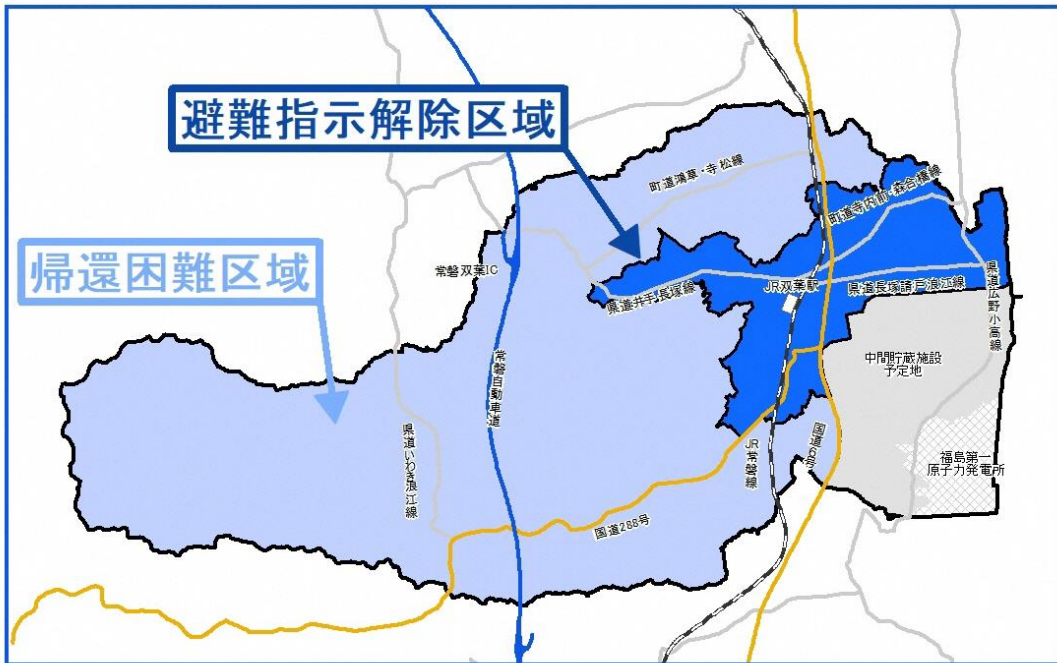 避難指示解除区域
町道鴻草・寺松線
町道寺内前・森合橋線
帰還困難区域
常磐双葉IC
県道井手長塚線
JR双葉駅
県道長塚請戸浪江線
県道広野小高線
常磐自動車道
中間貯蔵施設
予定地
県道いわき浪江線
JR常磐線
国道6号
福島第一
原子力発電所
国道288号